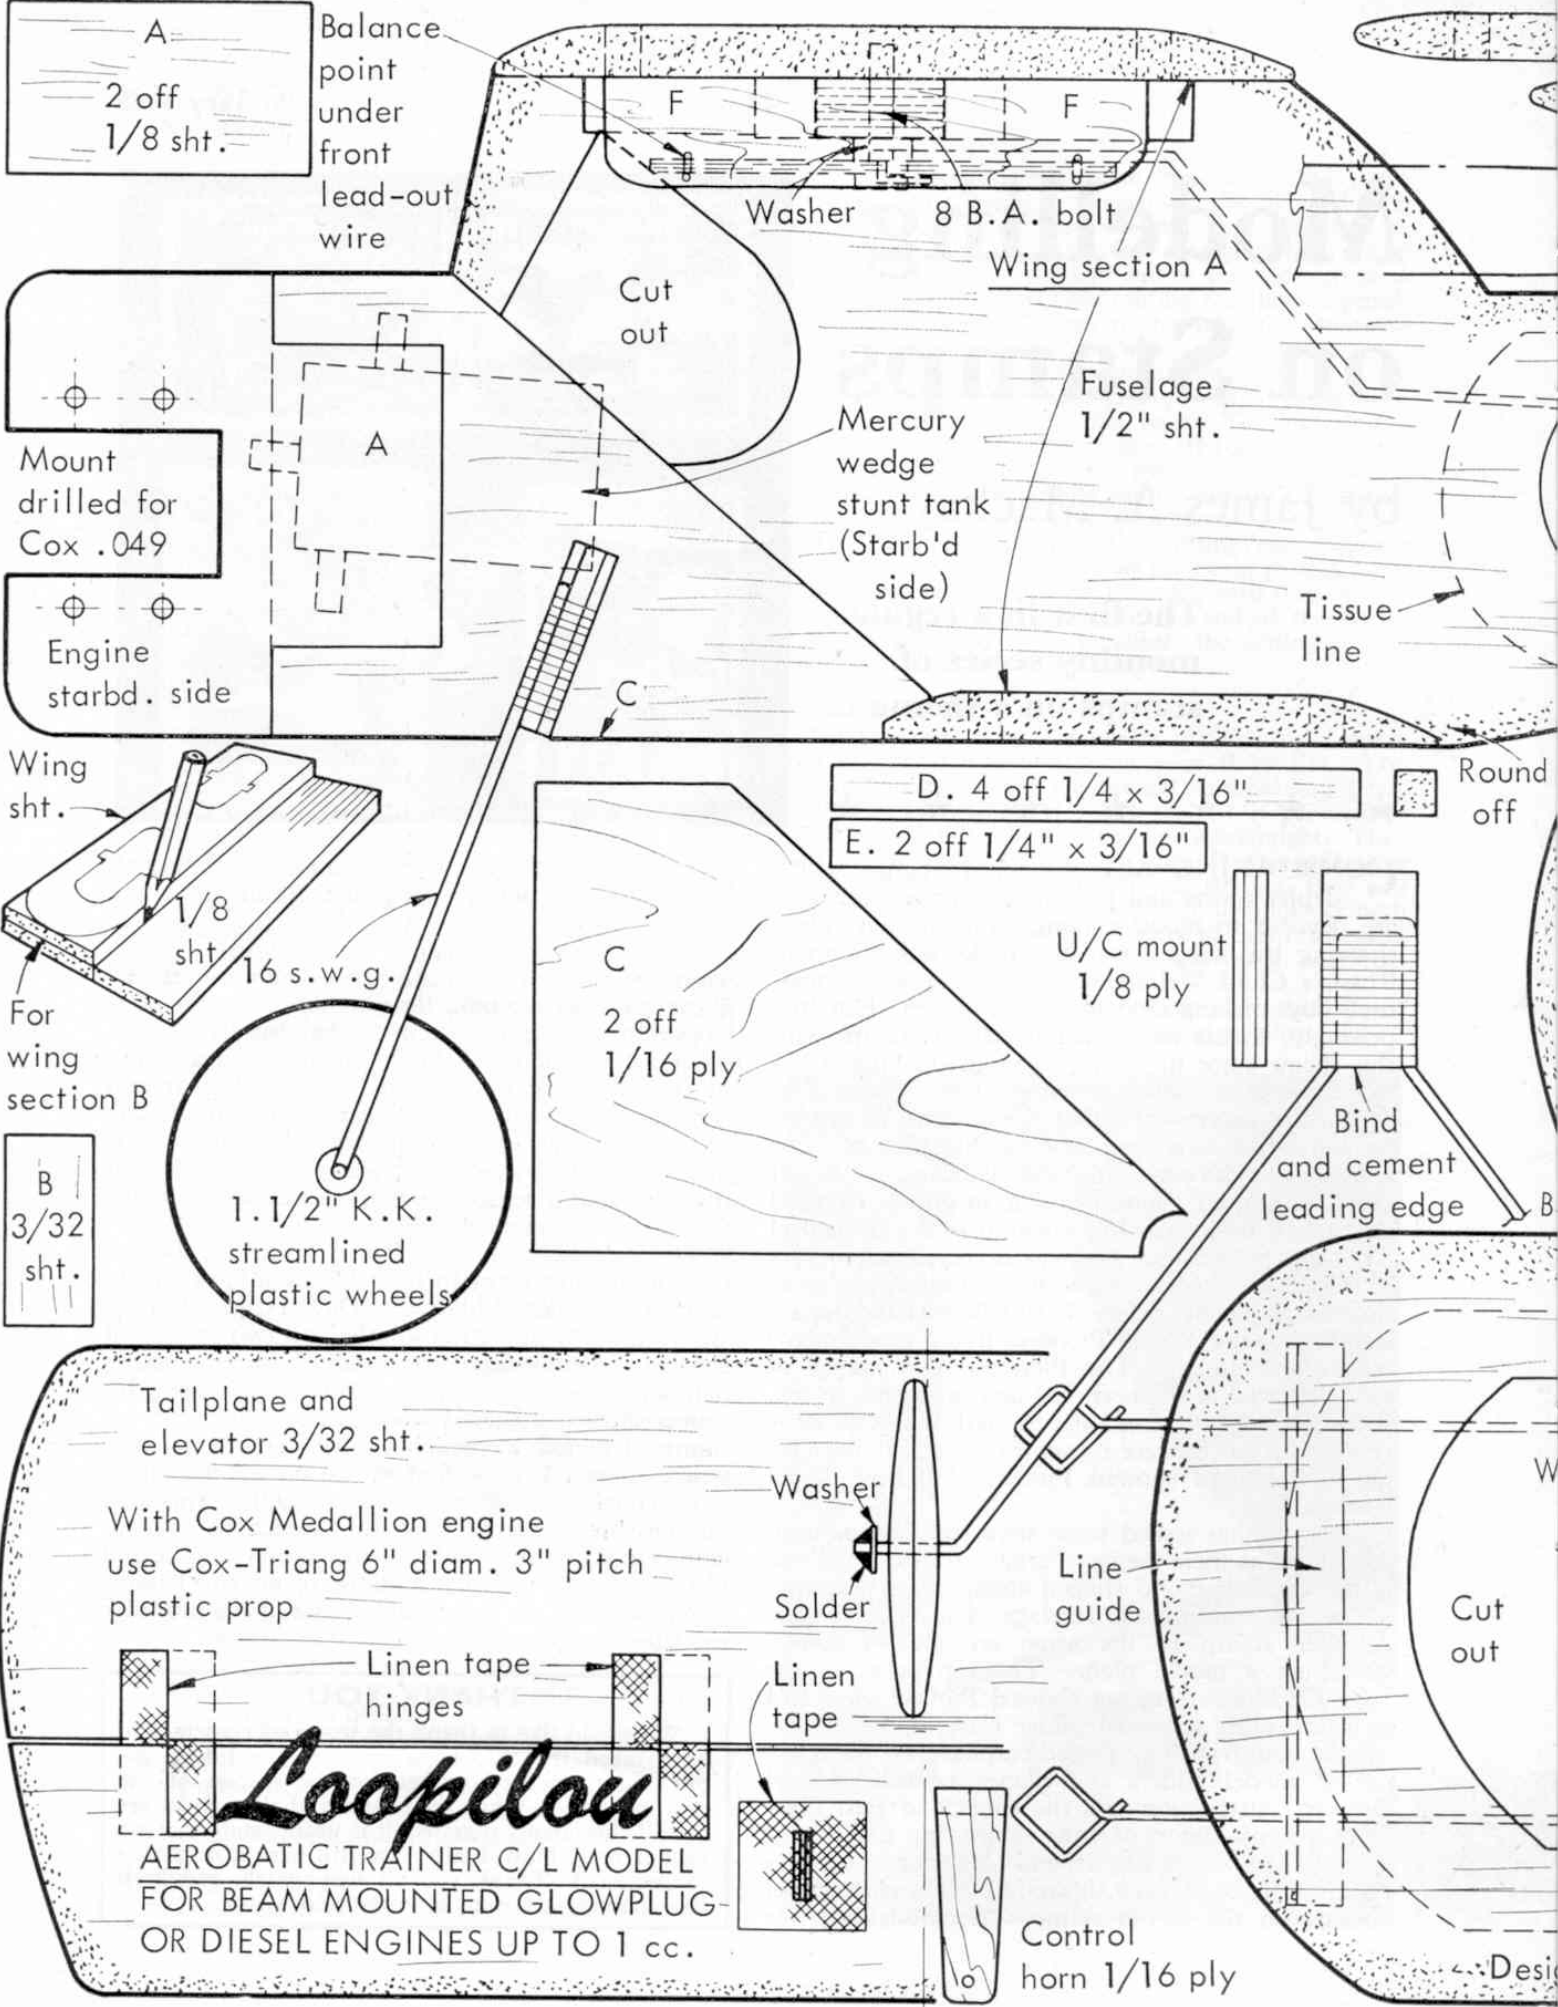 A
2 off
1/8 sht.
Balance
point
under
front
lead-out
wire
F
F
Washer
8 B.A. bolt
Wing section A
Cut
out
Fuselage
1/2" sht.
A
Mount
drilled for
Cox .049
Mercury
wedge
stunt tank
(Starb'd
side)
Tissue
line
Engine
starbd. side
C
Wing
sht.
1/8
sht
For
wing
section B
D. 4 off 1/4 x 3/16"
E. 2 off 1/4" x 3/16"
Round
off
16 s.w.g.
C
2 off
1/16 ply
U/C mount
1/8 ply
Bind
and cement
leading edge
B
3/32
sht.
1.1/2" K.K.
streamlined
plastic wheels
Tailplane and
elevator 3/32 sht.
With Cox Medallion engine
use Cox-Triang 6" diam. 3" pitch
plastic prop
Washer
Solder
Line
guide
Cut
out
Linen tape
hinges
Linen
tape
Loopilou
AEROBATIC TRAINER C/L MODEL
FOR BEAM MOUNTED GLOWPLUG
OR DIESEL ENGINES UP TO 1 cc.
Control
horn 1/16 ply
Modelling
on Stamps
by James